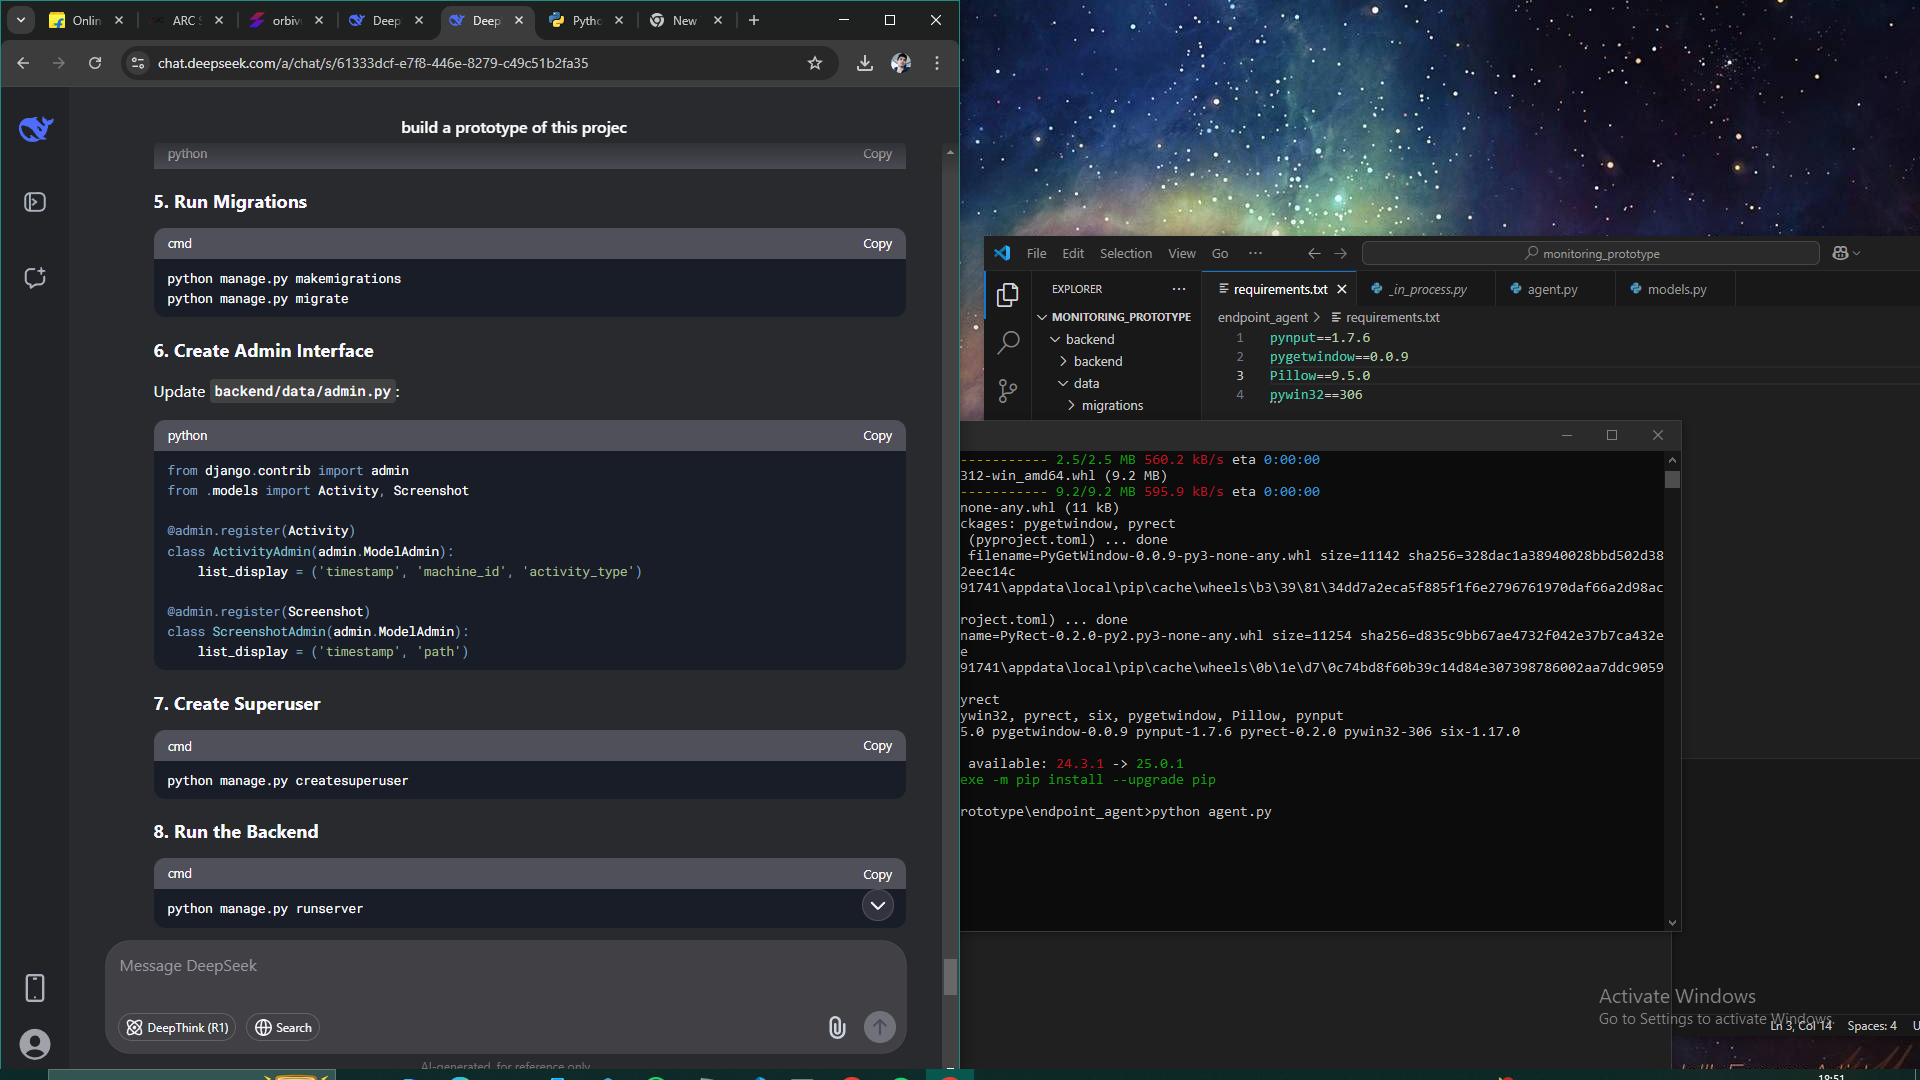 Onlin
ARC S
orbiv
Deep
Deep
Pytho
New
chat.deepseek.com/a/chat/s/61333dcf-e7f8-446e-8279-c49c51b2fa35
build a prototype of this projec
python
Copy
5. Run Migrations
cmd
Copy
python manage.py makemigrations
python manage.py migrate
6. Create Admin Interface
Update backend/data/admin.py:
python
Copy
from django.contrib import admin
from .models import Activity, Screenshot
@admin.register(Activity)
class ActivityAdmin(admin.ModelAdmin):
list_display = ('timestamp', 'machine_id', 'activity_type')
@admin.register(Screenshot)
class ScreenshotAdmin(admin.ModelAdmin):
list_display = ('timestamp', 'path')
7. Create Superuser
cmd
Copy
python manage.py createsuperuser
8. Run the Backend
cmd
Copy
python manage.py runserver
Message DeepSeek
DeepThink (R1)
Search
AI-generated, for reference only
File Edit Selection View Go ···
monitoring_prototype
EXPLORER
MONITORING_PROTOTYPE
backend
backend
data
migrations
requirements.txt
_in_process.py
agent.py
models.py
endpoint_agent > requirements.txt
1 pynput==1.7.6
2 pygetwindow==0.0.9
3 Pillow==9.5.0
4 pywin32==306
----------- 2.5/2.5 MB 560.2 kB/s eta 0:00:00
312-win_amd64.whl (9.2 MB)
----------- 9.2/9.2 MB 595.9 kB/s eta 0:00:00
none-any.whl (11 kB)
ckages: pygetwindow, pyrect
(pyproject.toml) ... done
filename=PyGetWindow-0.0.9-py3-none-any.whl size=11142 sha256=328dac1a38940028bbd502d38
2eec14c
91741\appdata\local\pip\cache\wheels\b3\39\81\34dd7a2eca5f885f1f6e2796761970daf66a2d98ac
roject.toml) ... done
name=PyRect-0.2.0-py2.py3-none-any.whl size=11254 sha256=d835c9bb67ae4732f042e37b7ca432e
e
91741\appdata\local\pip\cache\wheels\0b\1e\d7\0c74bd8f60b39c14d84e307398786002aa7ddc9059
yrect
ywin32, pyrect, six, pygetwindow, Pillow, pynput
5.0 pygetwindow-0.0.9 pynput-1.7.6 pyrect-0.2.0 pywin32-306 six-1.17.0
available: 24.3.1 -> 25.0.1
exe -m pip install --upgrade pip
rototype\endpoint_agent>python agent.py
Activate Windows
Go to Settings to activate Windows.
Ln 3, Col 14
Spaces: 4
U
18:51